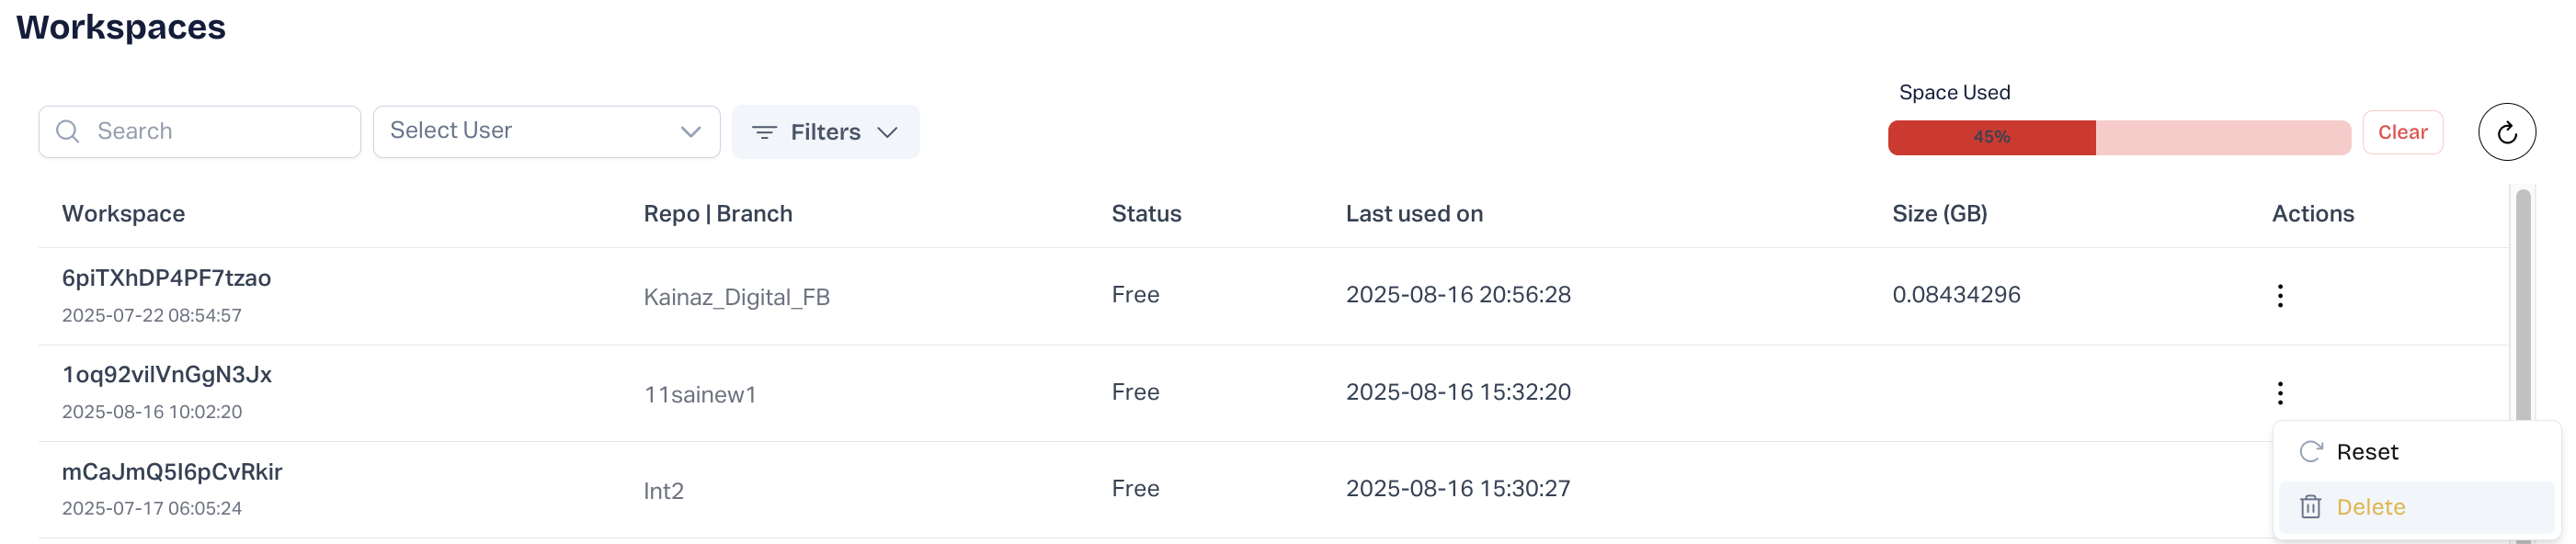 Workspaces
Space Used
Search
Select User
Filters
45%
Clear
Workspace Repo | Branch Status Last used on Size (GB) Actions
6piTXhDP4PF7tzao
2025-07-22 08:54:57
Kainaz_Digital_FB Free 2025-08-16 20:56:28 0.08434296
1oq92vilVnGgN3Jx
2025-08-16 10:02:20
11sainew1 Free 2025-08-16 15:32:20
Reset
mCaJmQ5I6pCvRkir
2025-07-17 06:05:24
Int2 Free 2025-08-16 15:30:27
Delete